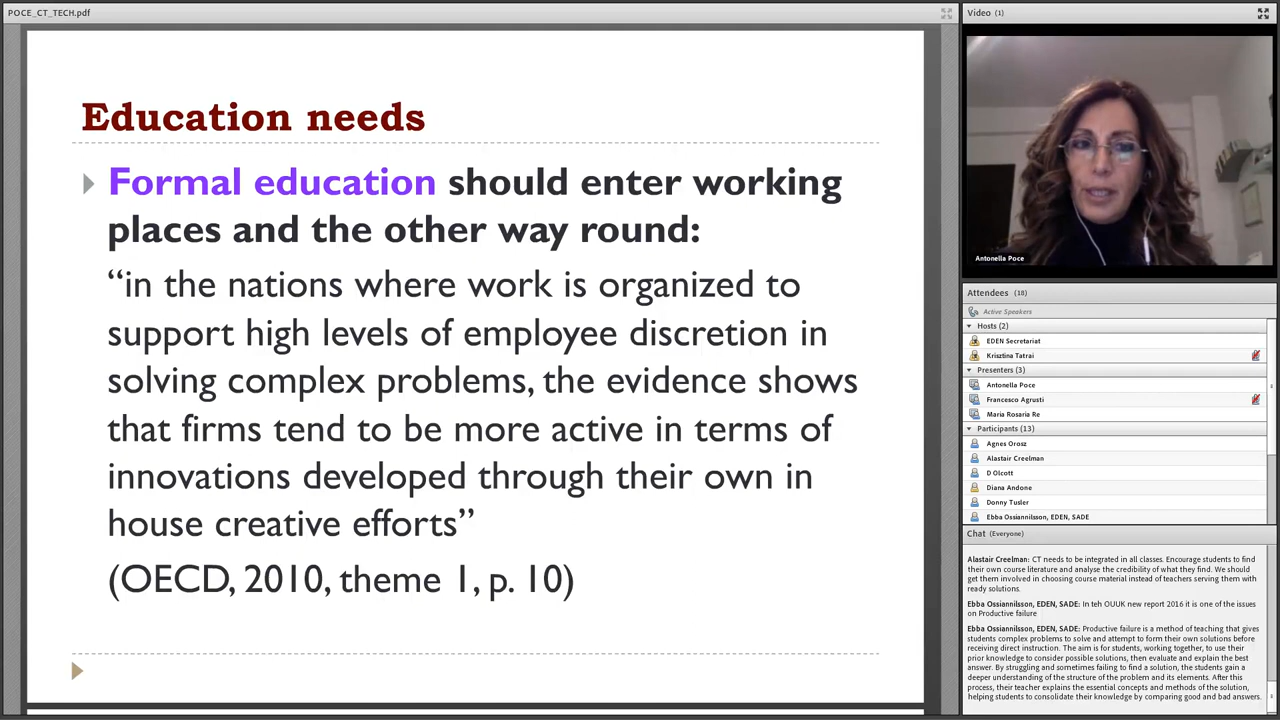 POCE_CT_TECH.pdf
Education needs
Formal education should enter working
places and the other way round:
“in the nations where work is organized to
support high levels of employee discretion in
solving complex problems, the evidence shows
that firms tend to be more active in terms of
innovations developed through their own in
house creative efforts”
(OECD, 2010, theme 1, p. 10)
Video (1)
Antonella Poce
Attendees (18)
Active Speakers
Hosts (2)
EDEN Secretariat
Krisztina Tatrai
Presenters (3)
Antonella Poce
Francesco Agrusti
Maria Rosaria Re
Participants (13)
Agnes Orosz
Alastair Creelman
D Olcott
Diana Andone
Donny Tusler
Ebba Ossiannilsson, EDEN, SADE
Chat (Everyone)
Alastair Creelman: CT needs to be integrated in all classes. Encourage students to find
their own course literature and analyse the credibility of what they find. We should
get them involved in choosing course material instead of teachers serving them with
ready solutions.
Ebba Ossiannilsson, EDEN, SADE: In teh OUUK new report 2016 it is one of the issues
on Productive failure
Ebba Ossiannilsson, EDEN, SADE: Productive failure is a method of teaching that gives
students complex problems to solve and attempt to form their own solutions before
receiving direct instruction. The aim is for students, working together, to use their
prior knowledge to consider possible solutions, then evaluate and explain the best
answer. By struggling and sometimes failing to find a solution, the students gain a
deeper understanding of the structure of the problem and its elements. After this
process, their teacher explains the essential concepts and methods of the solution,
helping students to consolidate their knowledge by comparing good and bad answers.